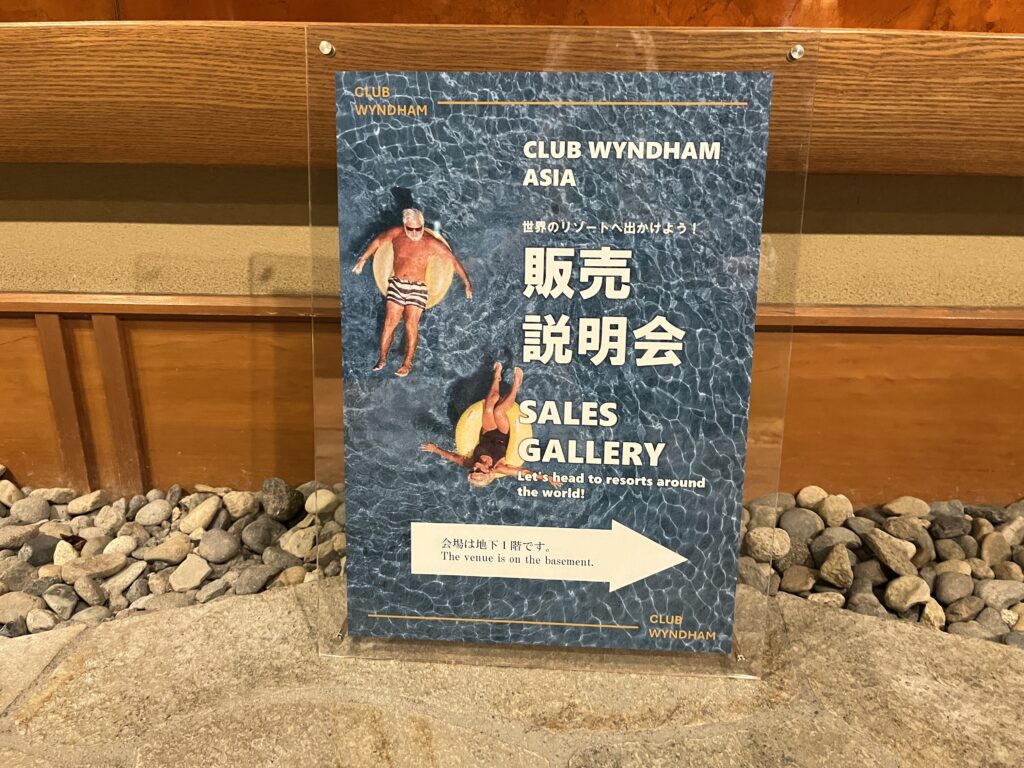 CLUB
WYNDHAM
CLUB WYNDHAM
ASIA
世界のリゾートへ出かけよう！
販売
説明会
SALES
GALLERY
Let's head to resorts around
the world!
会場は地下１階です。
The venue is on the basement.
CLUB
WYNDHAM